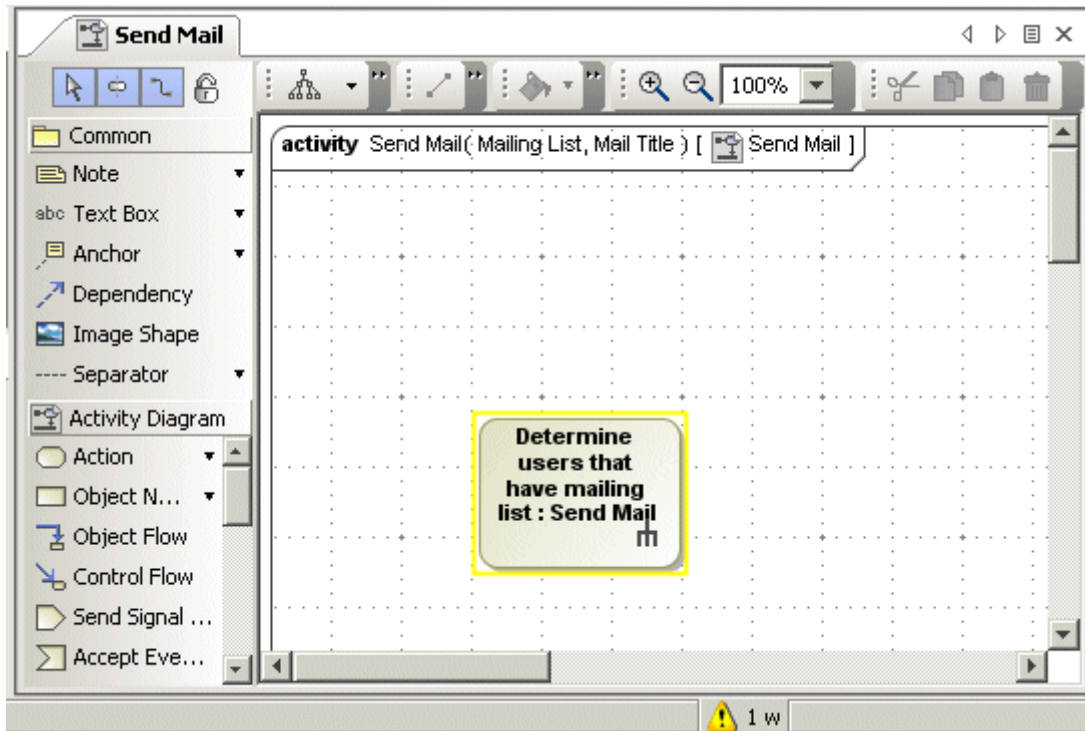 Send Mail
100%
Common
activity Send Mail( Mailing List, Mail Title ) [ Send Mail ]
Note
abc Text Box
Anchor
Dependency
Image Shape
---- Separator
Activity Diagram
Action
Object N...
Object Flow
Control Flow
Send Signal ...
Accept Eve...
Determine
users that
have mailing
list : Send Mail
1 w